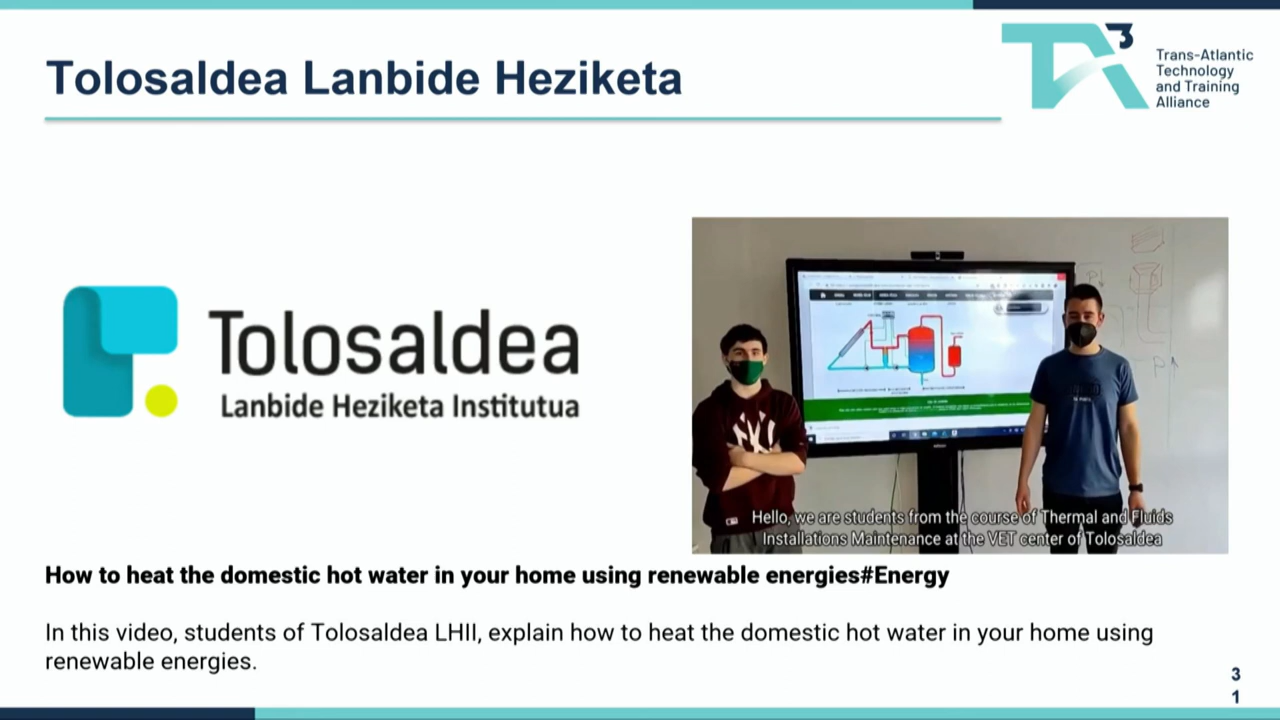 Tolosaldea Lanbide Heziketa
TA3
Trans-Atlantic
Technology
and Training
Alliance
Tolosaldea
Lanbide Heziketa Institutua
Hello, we are students from the course of Thermal and Fluids
Installations Maintenance at the VET center of Tolosaldea
How to heat the domestic hot water in your home using renewable energies#Energy
In this video, students of Tolosaldea LHII, explain how to heat the domestic hot water in your home using
renewable energies.
3
1